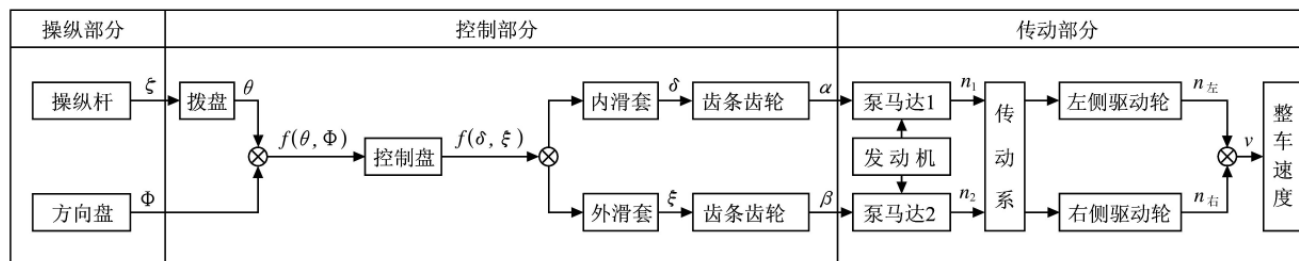 操纵部分
控制部分
传动部分
操纵杆
ζ
拨盘
θ
内滑套
δ
齿条齿轮
α
泵马达1
n₁
左侧驱动轮
n左
f(θ, Φ)
控制盘
f(δ, ξ)
发动机
传动系
v
整车速度
方向盘
Φ
外滑套
ξ
齿条齿轮
β
泵马达2
n₂
右侧驱动轮
n右